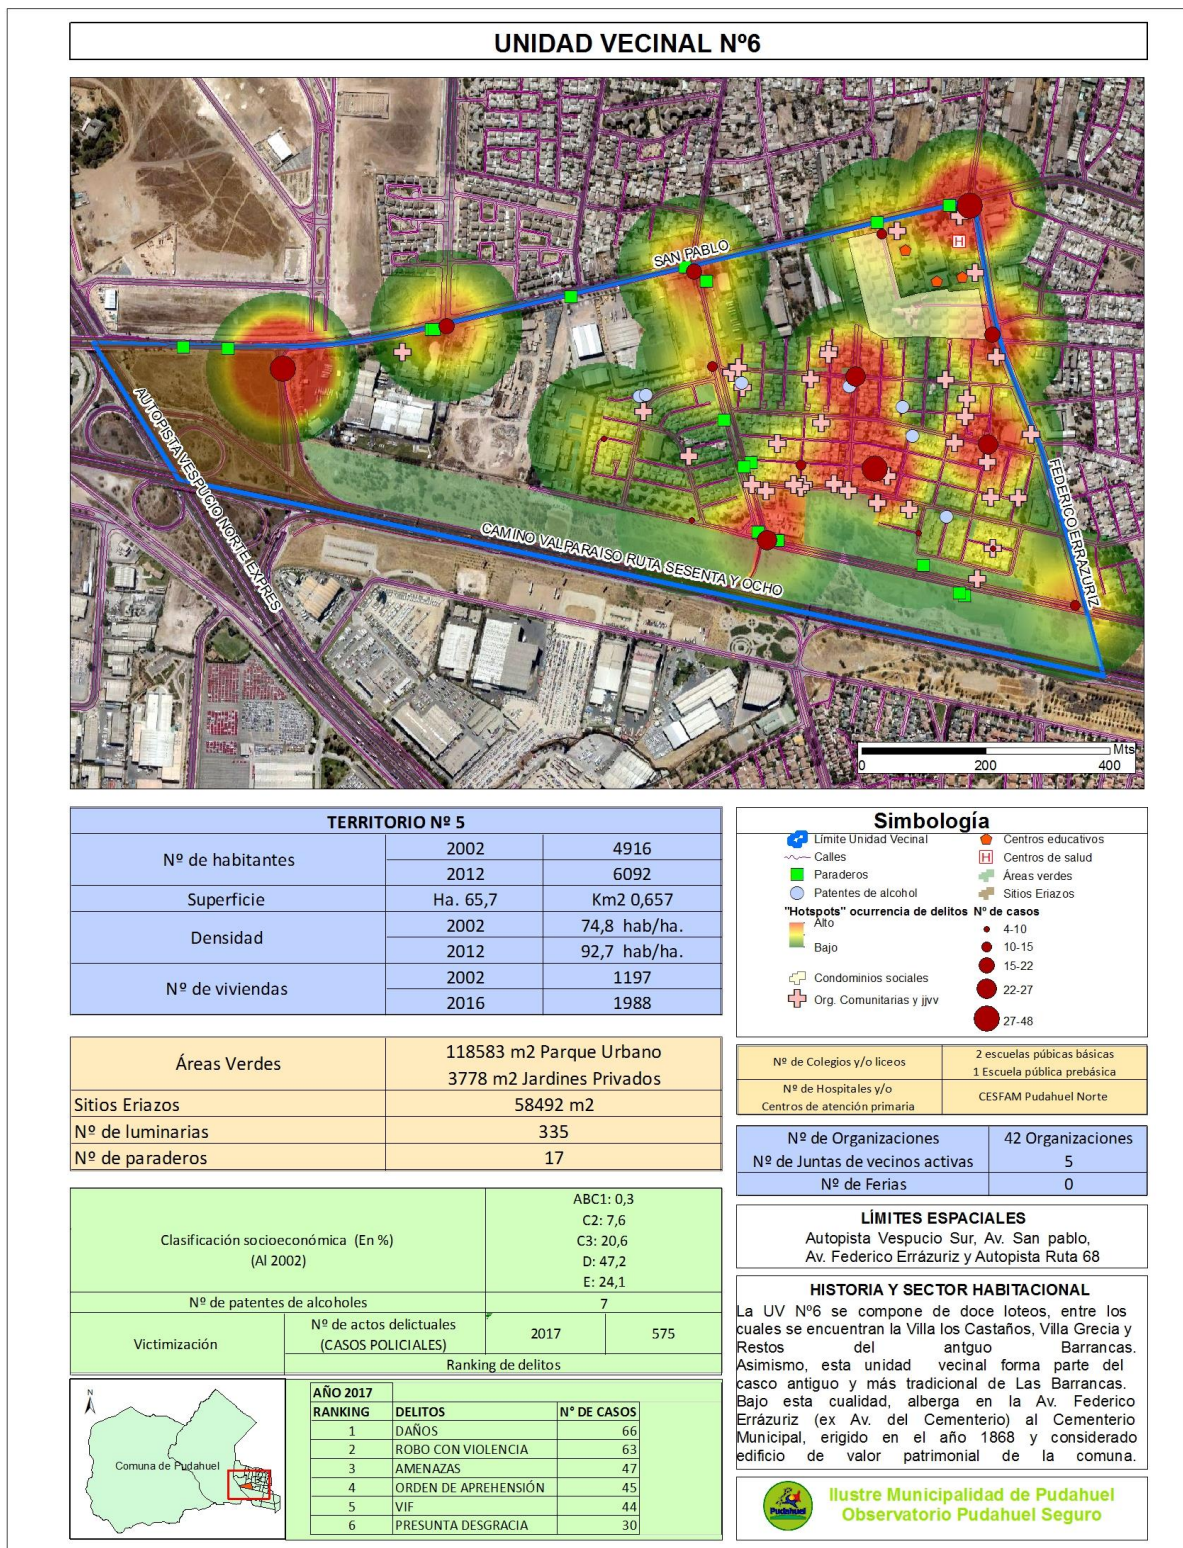 UNIDAD VECINAL Nº6
SAN PABLO
AUTOPISTA VESPUCIO NORTE EXPRES
CAMINO VALPARAISO RUTA SESENTA Y OCHO
FEDERICO ERRAZURIZ
Mts
0 200 400
TERRITORIO Nº 5
Nº de habitantes 2002 4916
2012 6092
Superficie Ha. 65,7 Km2 0,657
Densidad 2002 74,8 hab/ha.
2012 92,7 hab/ha.
Nº de viviendas 2002 1197
2016 1988
Áreas Verdes 118583 m2 Parque Urbano
3778 m2 Jardines Privados
Sitios Eriazos 58492 m2
Nº de luminarias 335
Nº de paraderos 17
Clasificación socioeconómica (En %)
(Al 2002)
ABC1: 0,3
C2: 7,6
C3: 20,6
D: 47,2
E: 24,1
Nº de patentes de alcoholes 7
Victimización Nº de actos delictuales
(CASOS POLICIALES) 2017 575
Ranking de delitos
N
Comuna de Pudahuel
AÑO 2017
RANKING DELITOS N° DE CASOS
1 DAÑOS 66
2 ROBO CON VIOLENCIA 63
3 AMENAZAS 47
4 ORDEN DE APREHENSIÓN 45
5 VIF 44
6 PRESUNTA DESGRACIA 30
Simbología
Límite Unidad Vecinal
Calles
Paraderos
Patentes de alcohol
"Hotspots" ocurrencia de delitos
Alto
Bajo
Condominios sociales
Org. Comunitarias y jjvv
Centros educativos
H Centros de salud
Áreas verdes
Sitios Eriazos
Nº de casos
4-10
10-15
15-22
22-27
27-48
Nº de Colegios y/o liceos 2 escuelas púbicas básicas
1 Escuela pública prebásica
Nº de Hospitales y/o
Centros de atención primaria CESFAM Pudahuel Norte
Nº de Organizaciones 42 Organizaciones
Nº de Juntas de vecinos activas 5
Nº de Ferias 0
LÍMITES ESPACIALES
Autopista Vespucio Sur, Av. San pablo,
Av. Federico Errázuriz y Autopista Ruta 68
HISTORIA Y SECTOR HABITACIONAL
La UV Nº6 se compone de doce loteos, entre los
cuales se encuentran la Villa los Castaños, Villa Grecia y
Restos del antguo Barrancas.
Asimismo, esta unidad vecinal forma parte del
casco antiguo y más tradicional de Las Barrancas.
Bajo esta cualidad, alberga en la Av. Federico
Errázuriz (ex Av. del Cementerio) al Cementerio
Municipal, erigido en el año 1868 y considerado
edificio de valor patrimonial de la comuna.
Pudahuel
Ilustre Municipalidad de Pudahuel
Observatorio Pudahuel Seguro